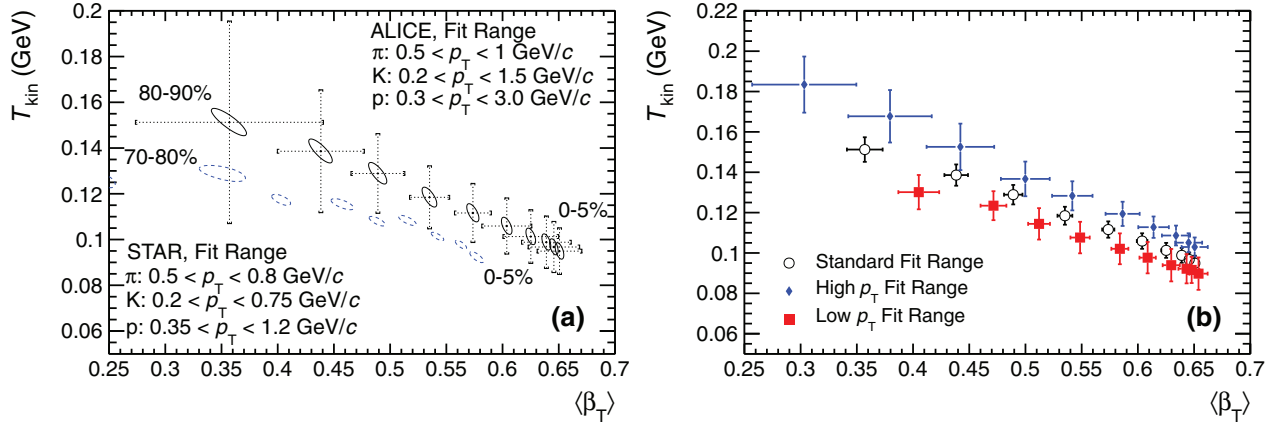 T_kin (GeV)
0.2
0.18
0.16
0.14
0.12
0.1
0.08
0.06
ALICE, Fit Range
π: 0.5 < p_T < 1 GeV/c
K: 0.2 < p_T < 1.5 GeV/c
p: 0.3 < p_T < 3.0 GeV/c
80-90%
70-80%
0-5%
0-5%
STAR, Fit Range
π: 0.5 < p_T < 0.8 GeV/c
K: 0.2 < p_T < 0.75 GeV/c
p: 0.35 < p_T < 1.2 GeV/c
(a)
0.25 0.3 0.35 0.4 0.45 0.5 0.55 0.6 0.65 0.7
⟨β_T⟩
T_kin (GeV)
0.22
0.2
0.18
0.16
0.14
0.12
0.1
0.08
0.06
Standard Fit Range
High p_T Fit Range
Low p_T Fit Range
(b)
0.25 0.3 0.35 0.4 0.45 0.5 0.55 0.6 0.65 0.7
⟨β_T⟩